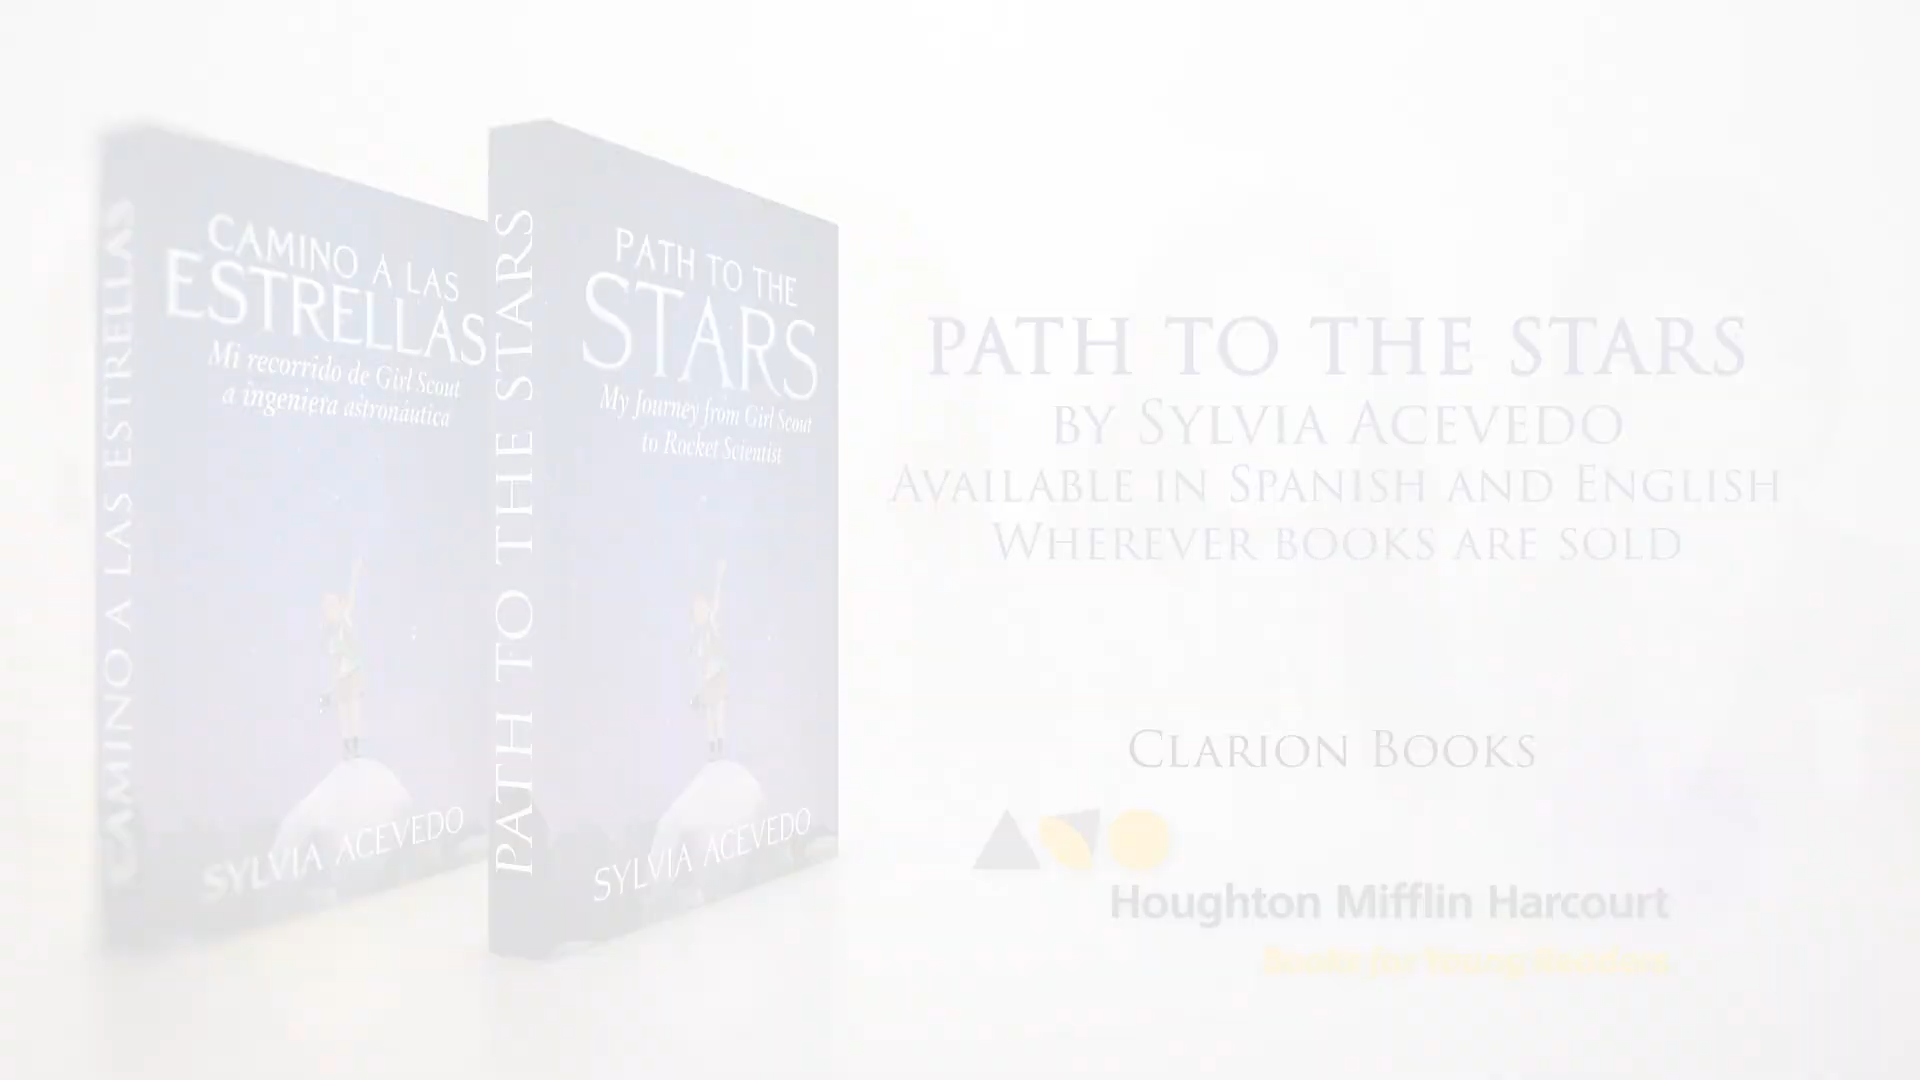 CAMINO A LAS ESTRELLAS
CAMINO A LAS
ESTRELLAS
Mi recorrido de Girl Scout
a ingeniera astronáutica
SYLVIA ACEVEDO
PATH TO THE STARS
PATH TO THE
STARS
My Journey from Girl Scout
to Rocket Scientist
SYLVIA ACEVEDO
PATH TO THE STARS
BY SYLVIA ACEVEDO
AVAILABLE IN SPANISH AND ENGLISH
WHEREVER BOOKS ARE SOLD
CLARION BOOKS
Houghton Mifflin Harcourt
Books for Young Readers